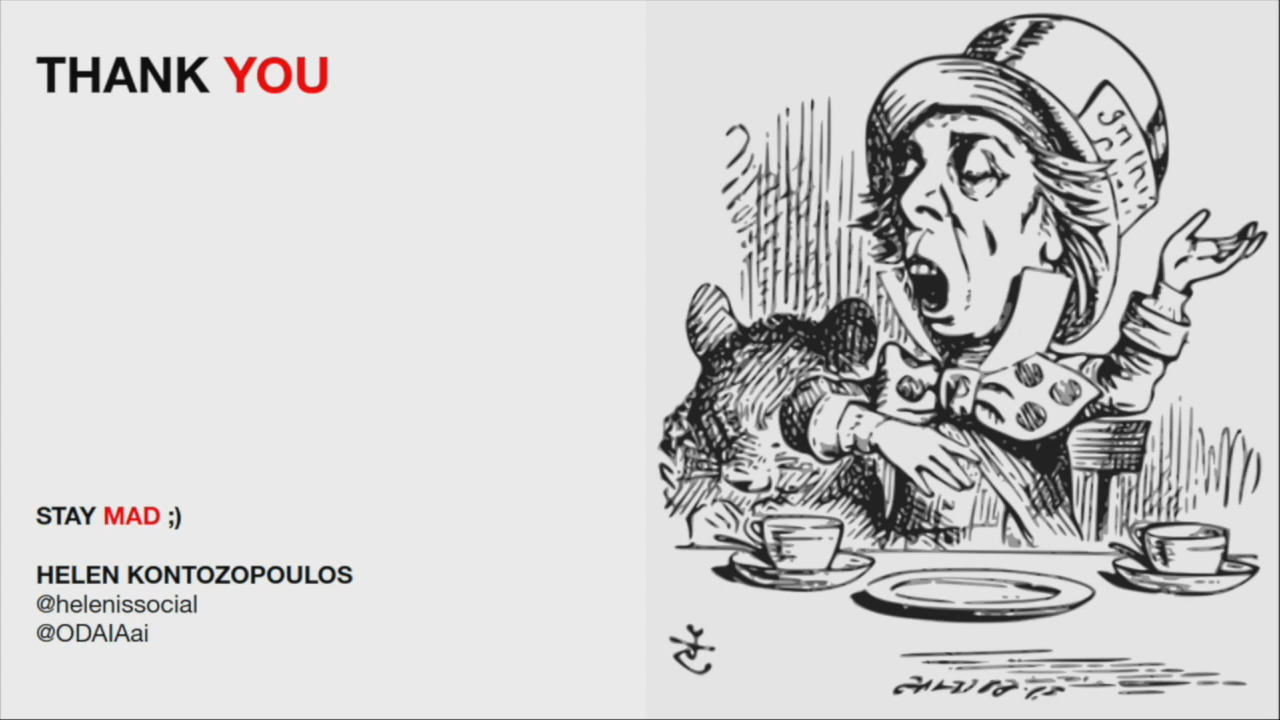 THANK YOU
STAY MAD ;)
HELEN KONTOZOPOULOS
@helenissocial
@ODAIAai